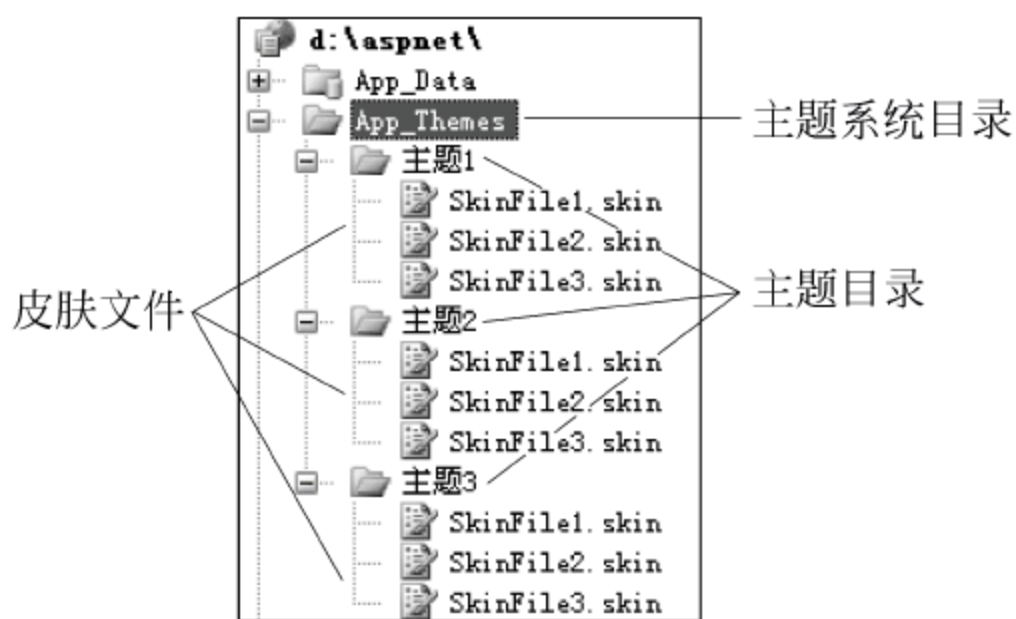 d:\aspnet\
App_Data
App_Themes
主题系统目录
主题1
SkinFile1.skin
SkinFile2.skin
SkinFile3.skin
主题目录
皮肤文件
主题2
SkinFile1.skin
SkinFile2.skin
SkinFile3.skin
主题3
SkinFile1.skin
SkinFile2.skin
SkinFile3.skin